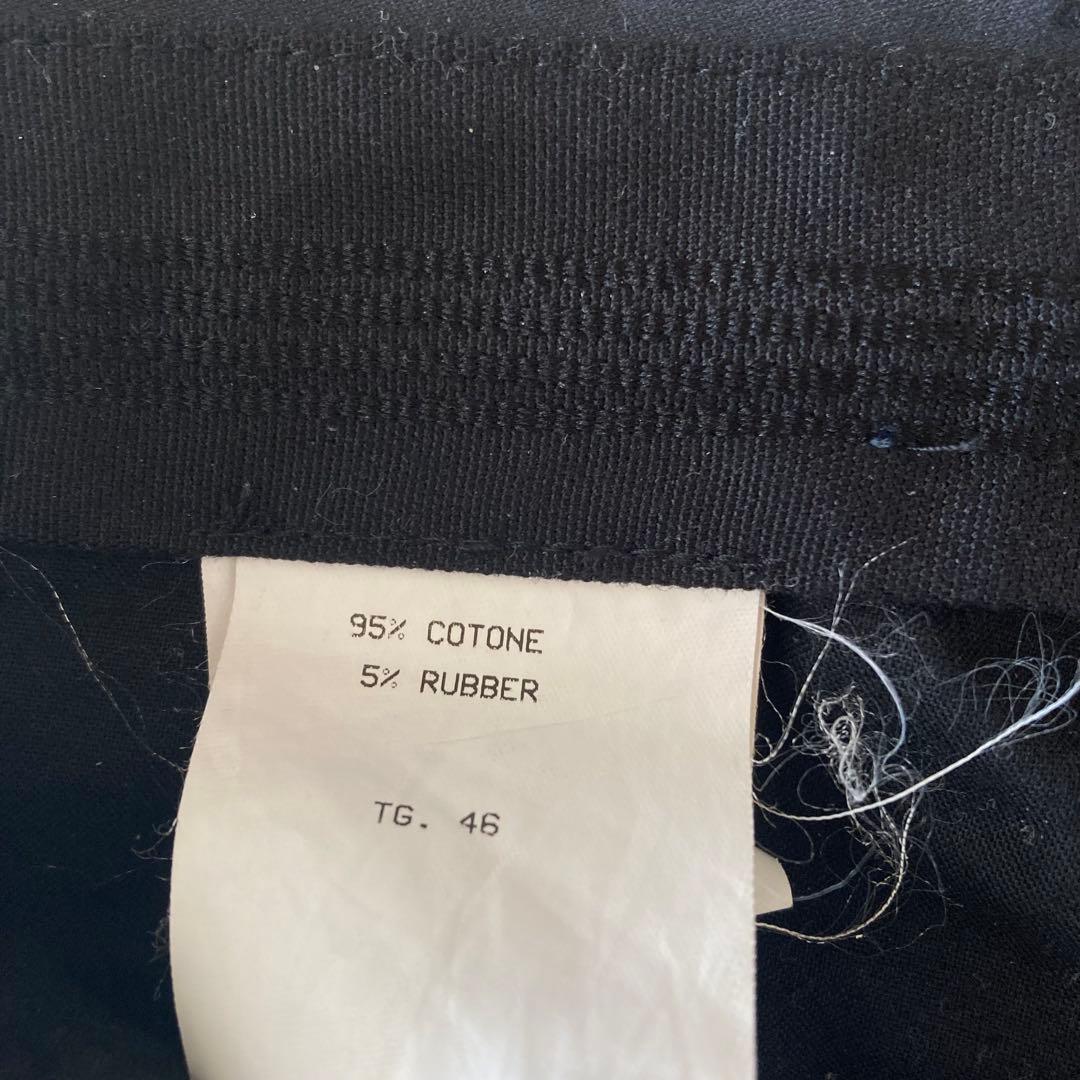 95% COTONE
5% RUBBER
TG. 46